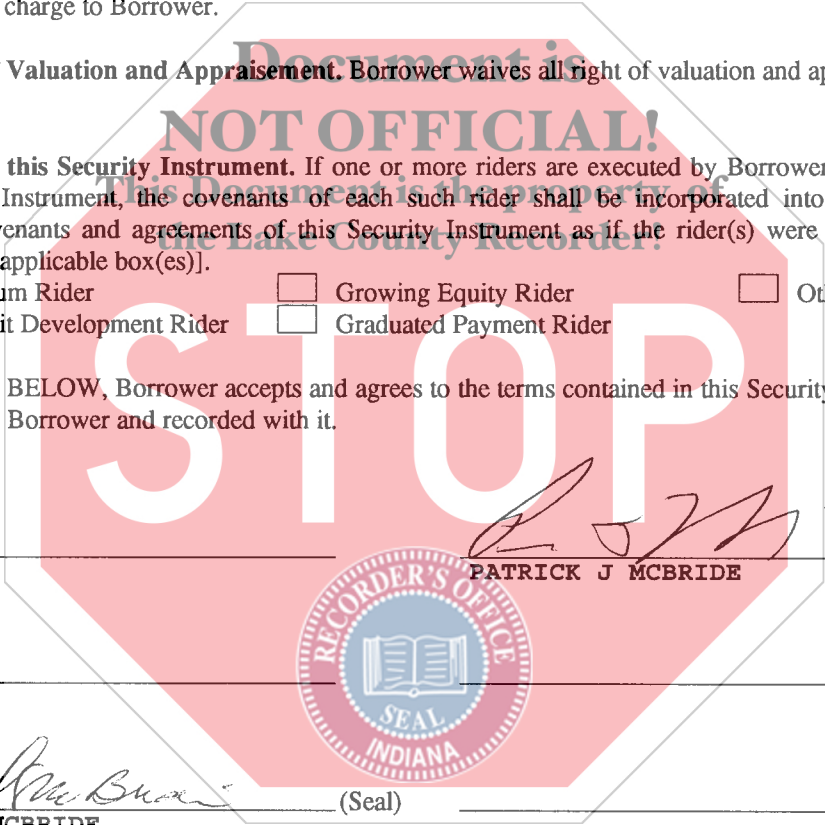 charge to Borrower.
Document is
Valuation and Appraisement. Borrower waives all right of valuation and ap
NOT OFFICIAL!
this Security Instrument. If one or more riders are executed by Borrower
This Document is the property of
Instrument, the covenants of each such rider shall be incorporated into
venants and agreements of this Security Instrument as if the rider(s) were
the Lake County Recorder!
applicable box(es)].
um Rider Growing Equity Rider Ot
it Development Rider Graduated Payment Rider
STOP
BELOW, Borrower accepts and agrees to the terms contained in this Security
Borrower and recorded with it.
PATRICK J MCBRIDE
RECORDER'S OFFICE
SEAL
INDIANA
(Seal)
MCBRIDE